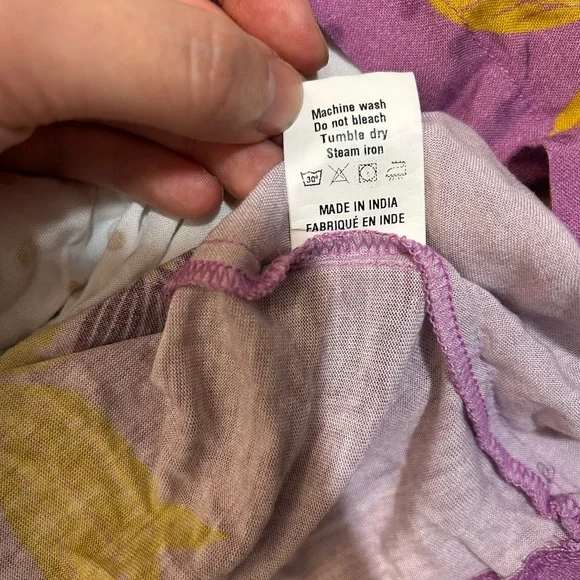 Machine wash
Do not bleach
Tumble dry
Steam iron
30°
MADE IN INDIA
FABRIQUÉ EN INDE